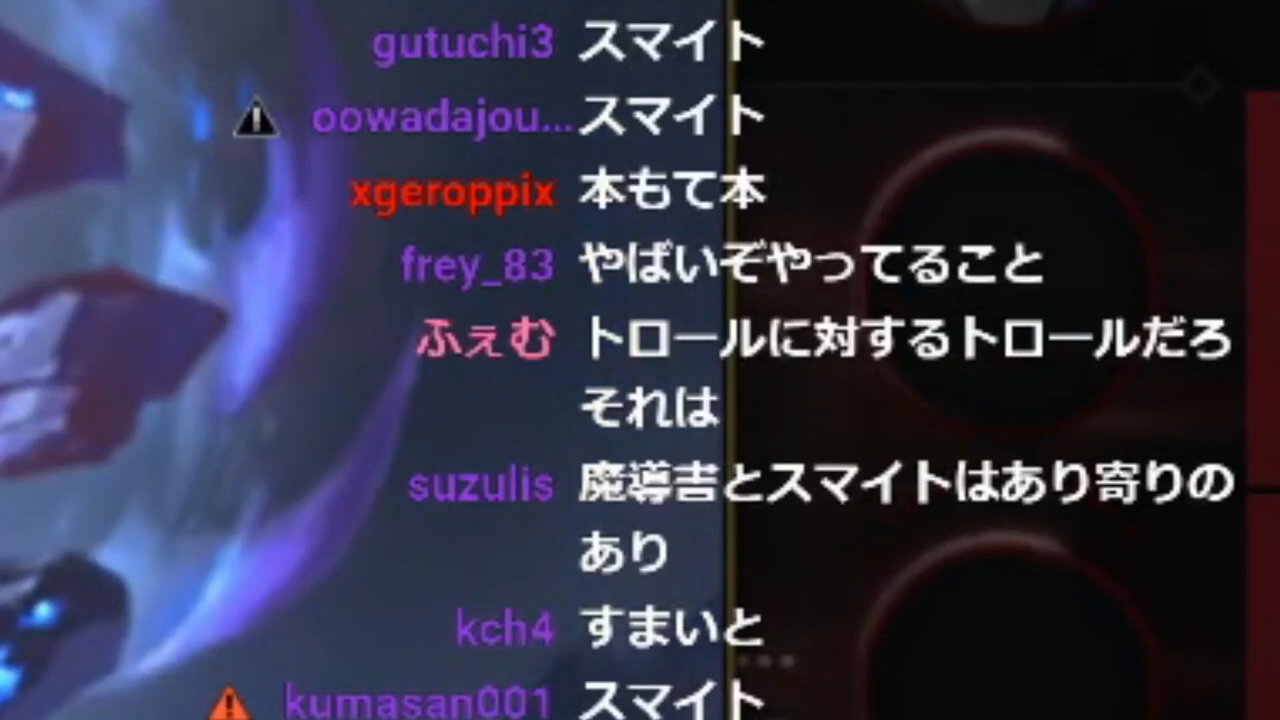 gutuchi3 スマイト
oowadajou... スマイト
xgeroppix 本もて本
frey_83 やばいぞやってること
ふぇむ トロールに対するトロールだろ
それは
suzulis 魔導書とスマイトはあり寄りの
あり
kch4 すまいと
kumasan001 スマイト